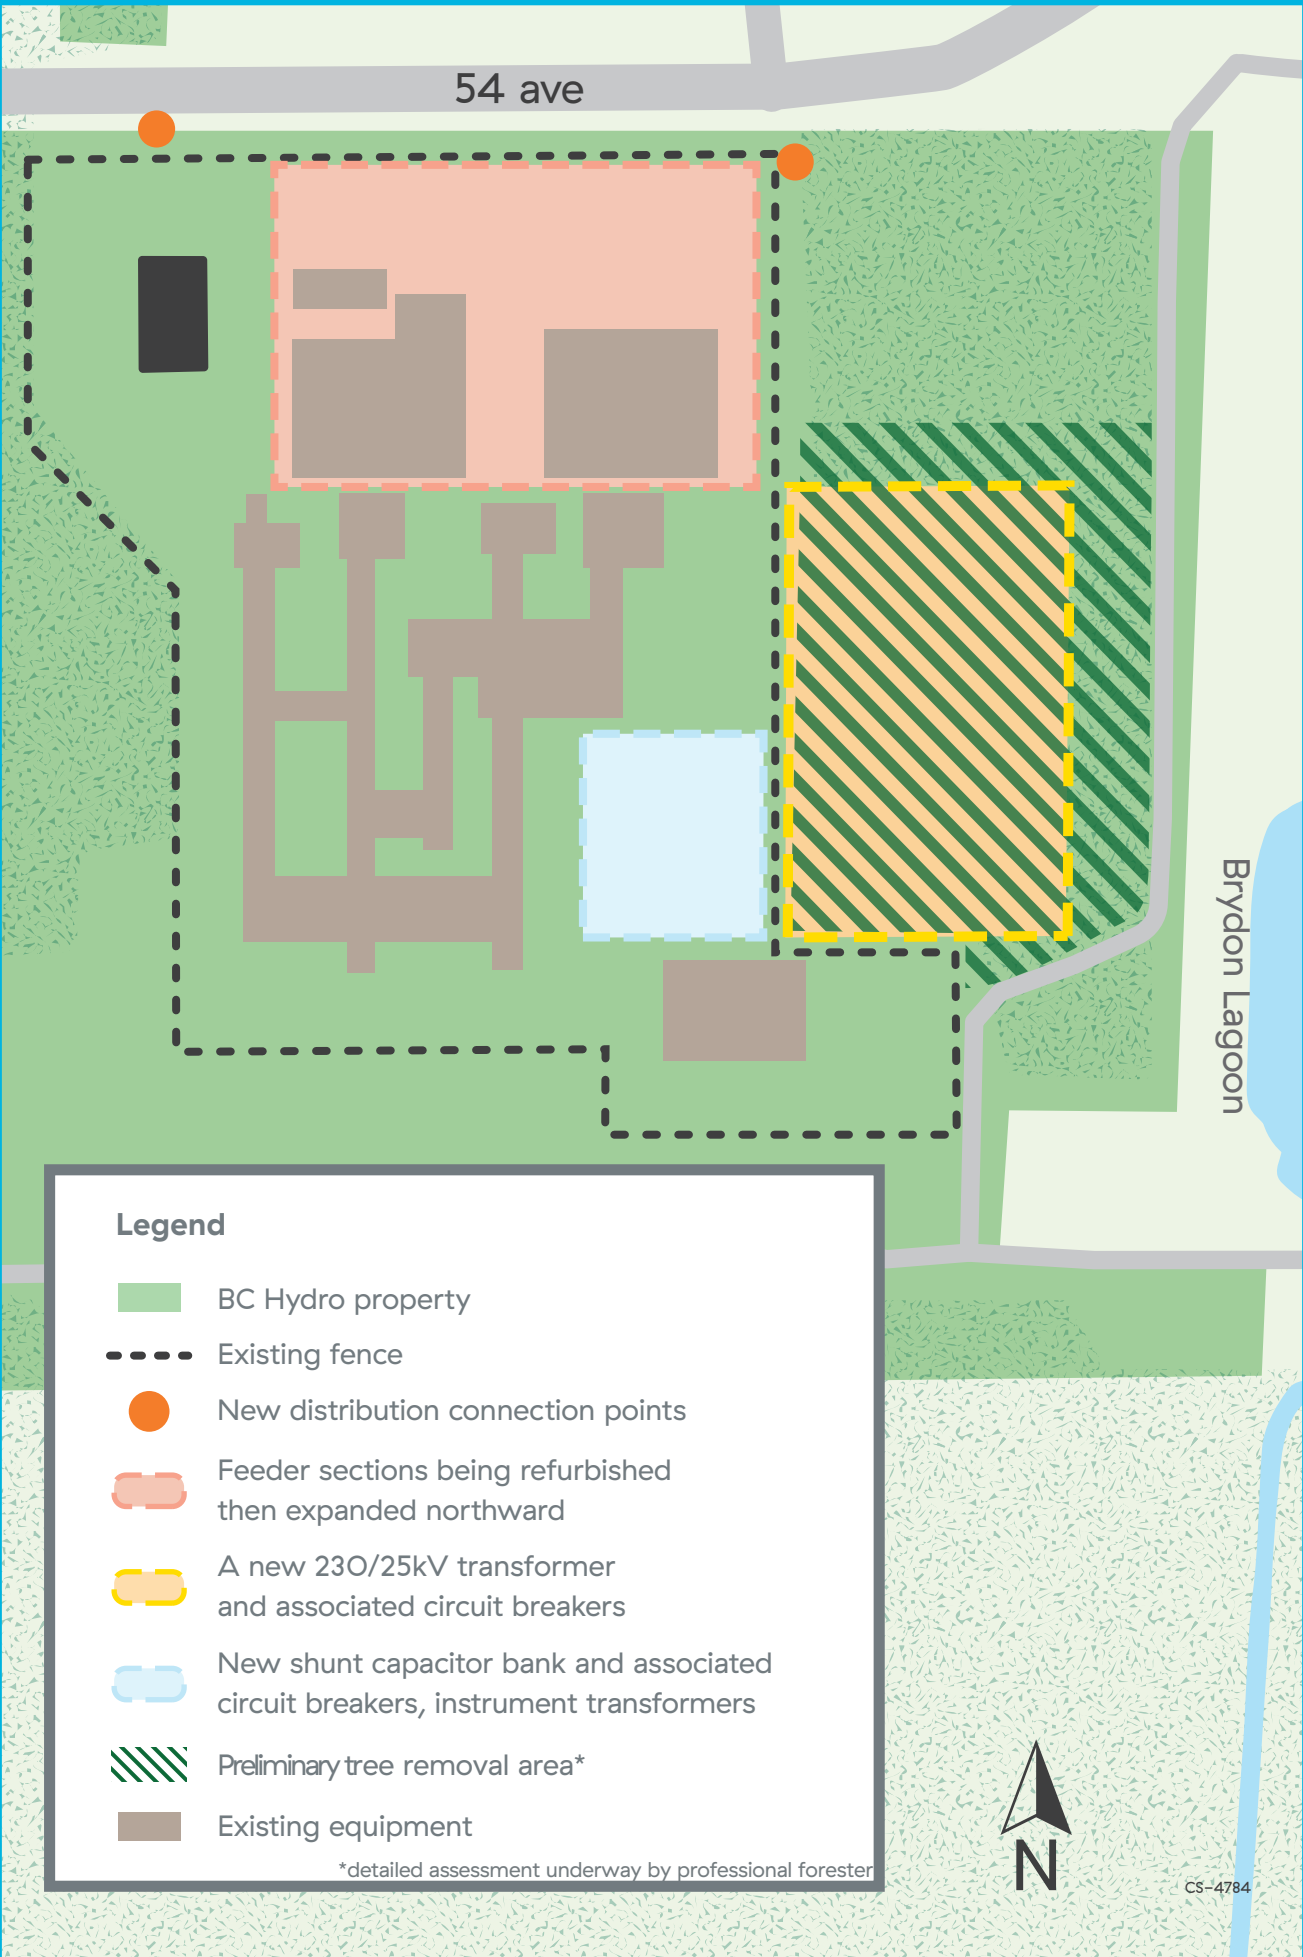 54 ave
Brydon Lagoon
Legend
BC Hydro property
Existing fence
New distribution connection points
Feeder sections being refurbished
then expanded northward
A new 230/25kV transformer
and associated circuit breakers
New shunt capacitor bank and associated
circuit breakers, instrument transformers
Preliminary tree removal area*
Existing equipment
*detailed assessment underway by professional forester
N
CS-4784